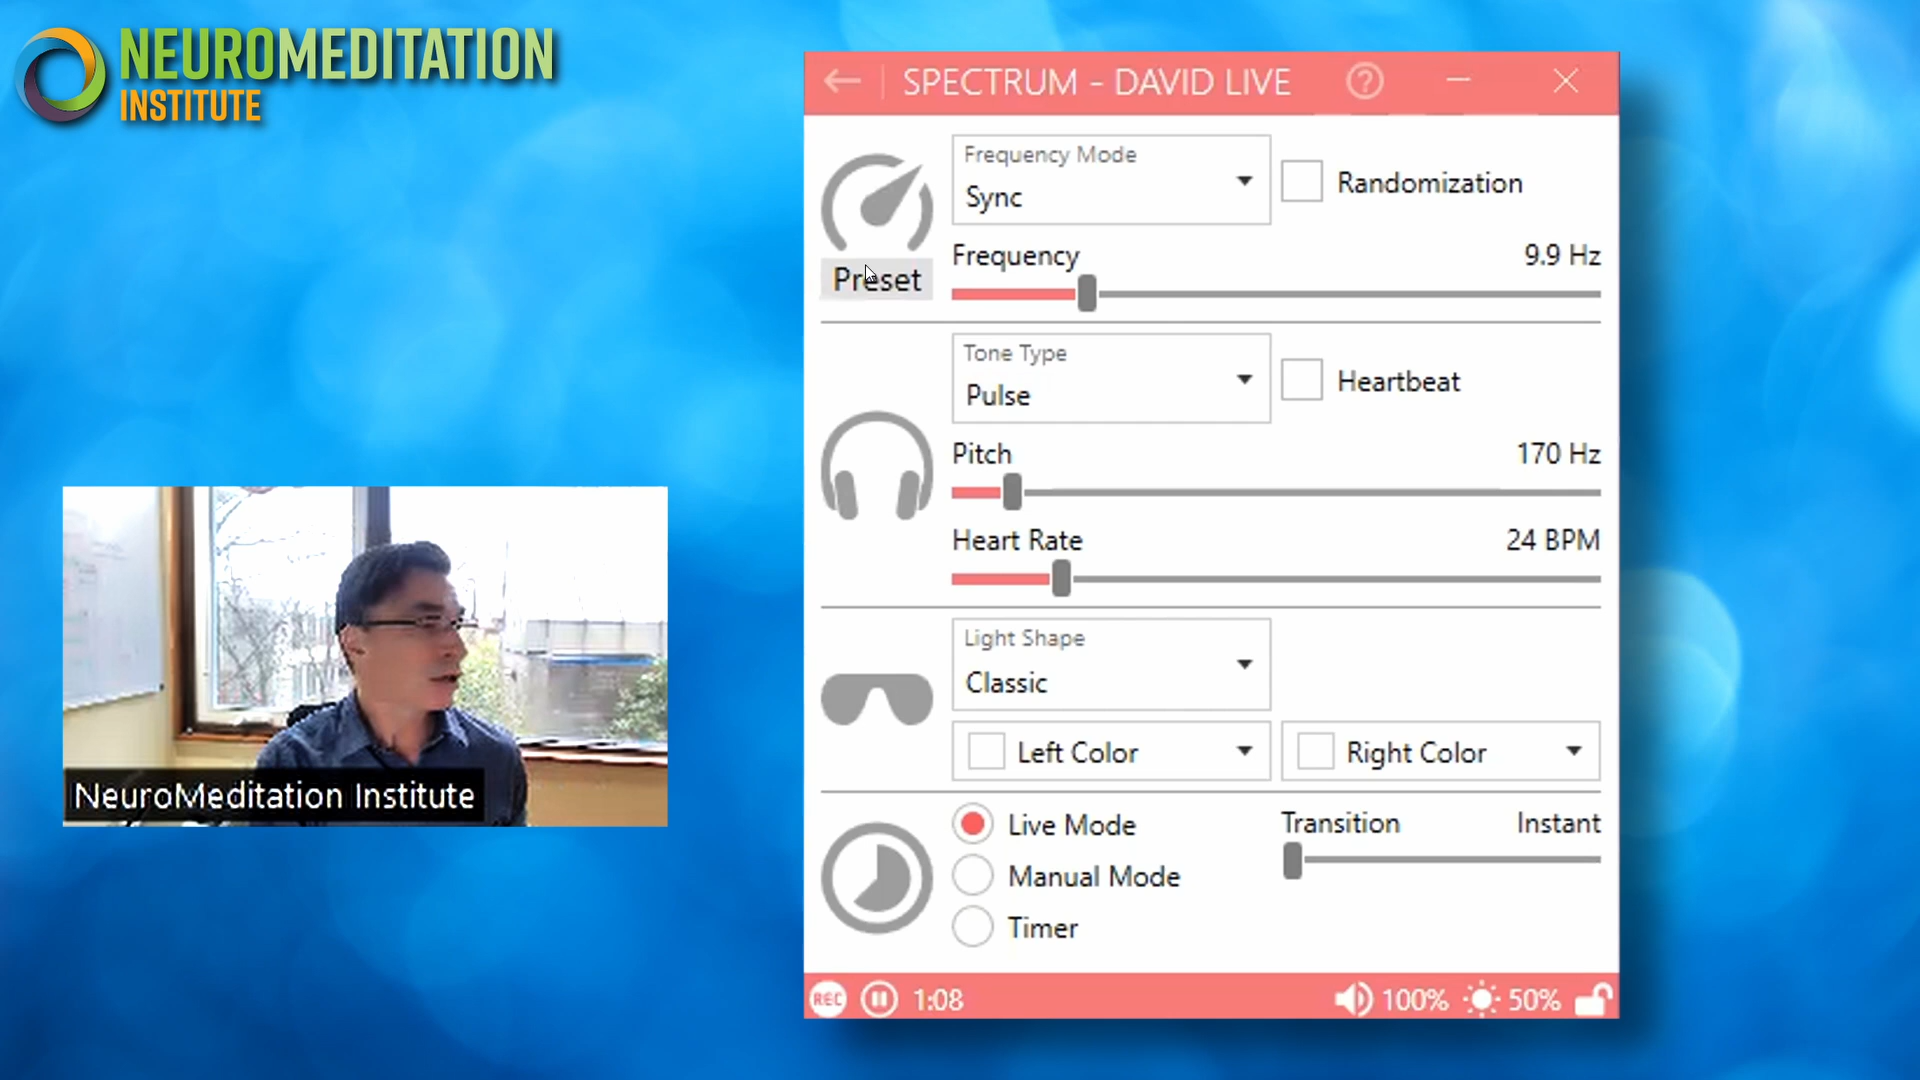 NEUROMEDITATION
INSTITUTE
SPECTRUM - DAVID LIVE
?
Frequency Mode
Sync
Randomization
Preset
Frequency
9.9 Hz
Tone Type
Pulse
Heartbeat
Pitch
170 Hz
Heart Rate
24 BPM
Light Shape
Classic
Left Color
Right Color
Live Mode
Manual Mode
Timer
Transition
Instant
REC
1:08
100%
50%
NeuroMeditation Institute